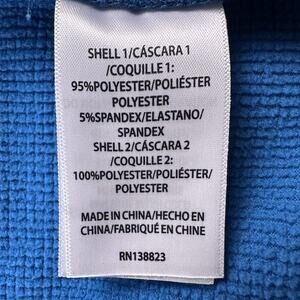 SHELL 1/CÁSCARA 1
/COQUILLE 1:
95%POLYESTER/POLIÉSTER
POLYESTER
5%SPANDEX/ELASTANO/
SPANDEX
SHELL 2/CÁSCARA 2
/COQUILLE 2:
100%POLYESTER/POLIÉSTER/
POLYESTER
MADE IN CHINA/HECHO EN
CHINA/FABRIQUÉ EN CHINE
RN138823